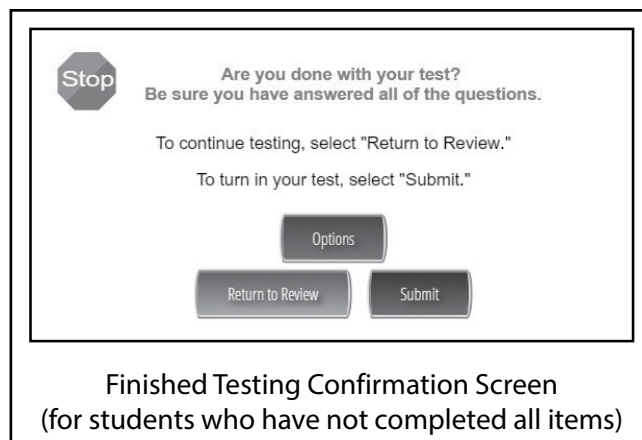 Stop
Are you done with your test?
Be sure you have answered all of the questions.
To continue testing, select "Return to Review."
To turn in your test, select "Submit."
Options
Return to Review
Submit
Finished Testing Confirmation Screen
(for students who have not completed all items)